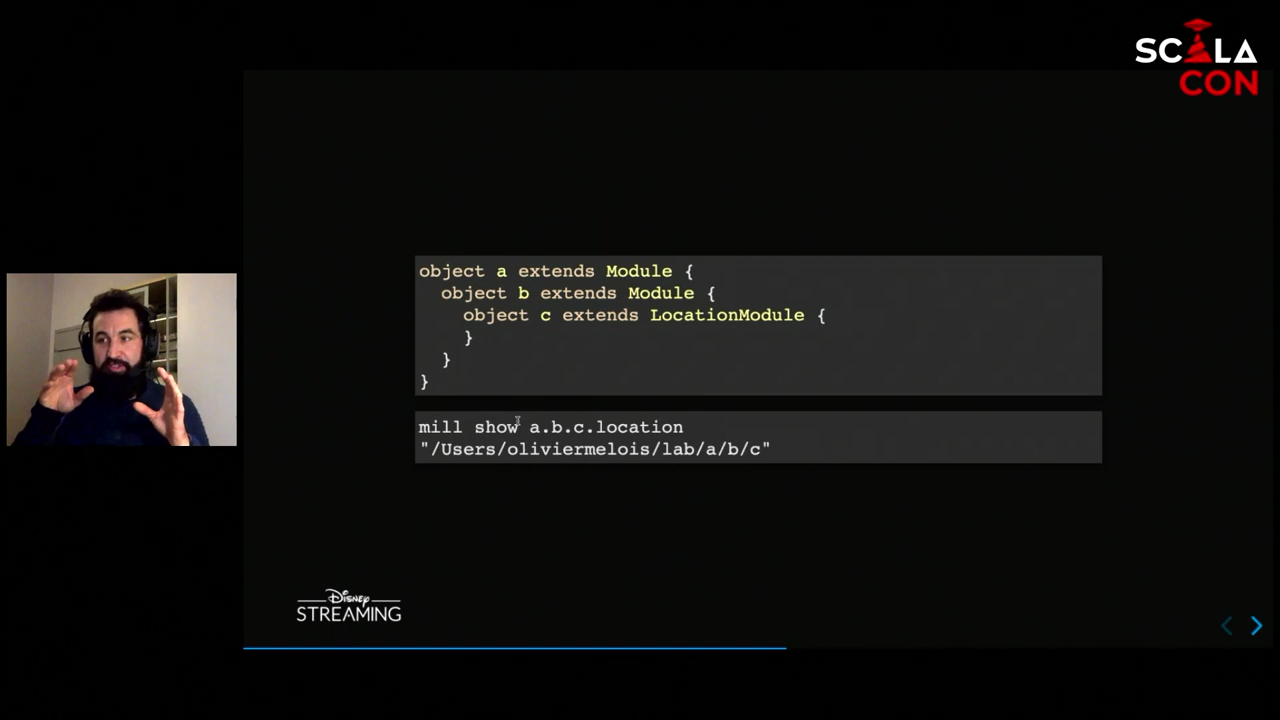 SCALA
CON
object a extends Module {
object b extends Module {
object c extends LocationModule {
}
}
}
mill show a.b.c.location
"/Users/oliviermelois/lab/a/b/c"
Disney
STREAMING